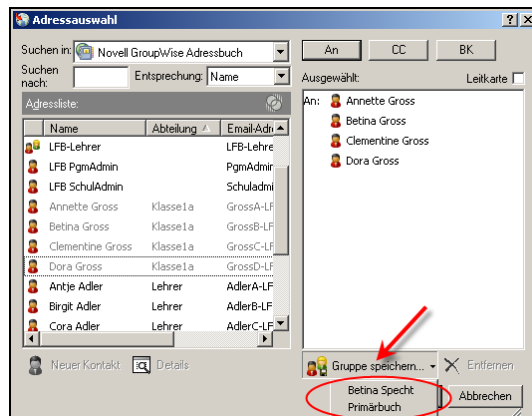 Adressauswahl
Suchen in: Novell GroupWise Adressbuch
An CC BK
Suchen nach: Entsprechung: Name
Ausgewählt: Leitkarte
Adressliste:
An: Annette Gross
Betina Gross
Clementine Gross
Dora Gross
Name Abteilung Email-Adre
LFB-Lehrer LFB-Lehre
LFB PgmAdmin PgmAdmir
LFB SchulAdmin Schuladmi
Annette Gross Klasse1a GrossA-LF
Betina Gross Klasse1a GrossB-LF
Clementine Gross Klasse1a GrossC-LF
Dora Gross Klasse1a GrossD-LF
Antje Adler Lehrer AdlerA-LF
Birgit Adler Lehrer AdlerB-LF
Cora Adler Lehrer AdlerC-LF
Neuer Kontakt Details
Gruppe speichern... Entfernen
Betina Specht
Primärbuch
Abbrechen